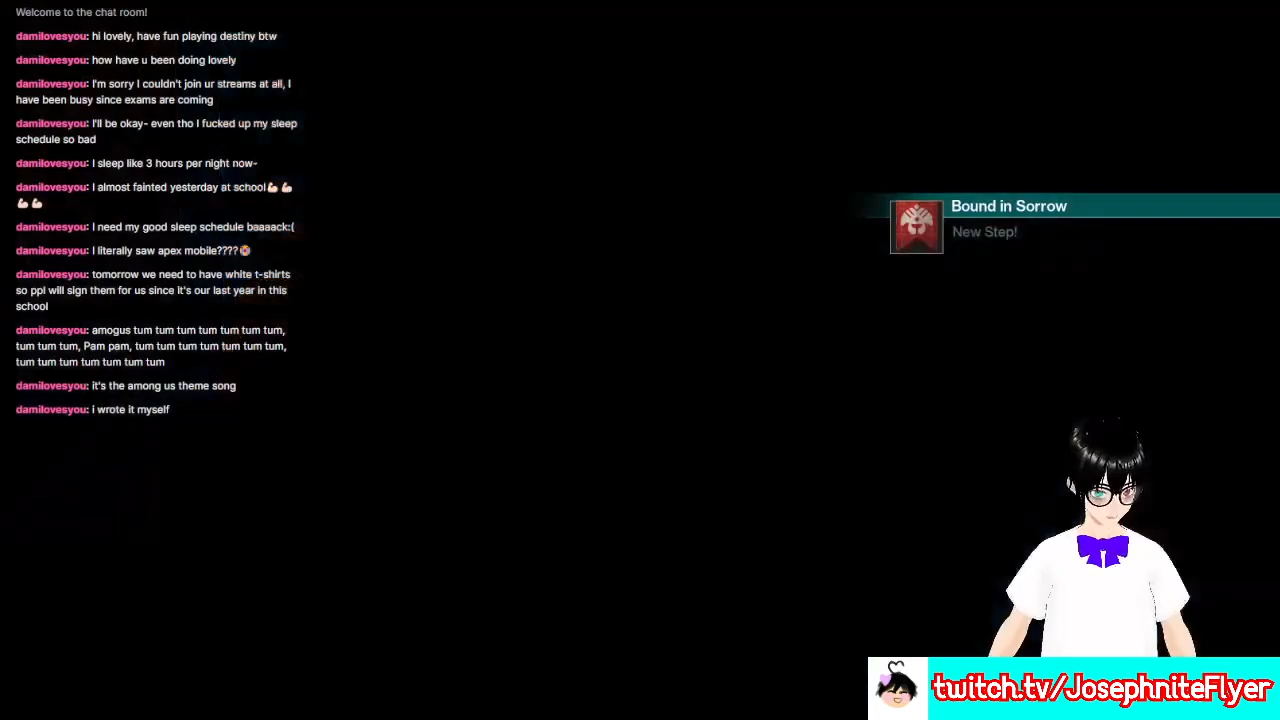 Welcome to the chat room!
damilovesyou: hi lovely, have fun playing destiny btw
damilovesyou: how have u been doing lovely
damilovesyou: I'm sorry I couldn't join ur streams at all, I
have been busy since exams are coming
damilovesyou: I'll be okay- even tho I fucked up my sleep
schedule so bad
damilovesyou: I sleep like 3 hours per night now-
damilovesyou: I almost fainted yesterday at school💪🏻💪🏻
💪🏻💪🏻
damilovesyou: I need my good sleep schedule baaaack:(
damilovesyou: I literally saw apex mobile????😭
damilovesyou: tomorrow we need to have white t-shirts
so ppl will sign them for us since it's our last year in this
school
damilovesyou: amogus tum tum tum tum tum tum tum,
tum tum tum, Pam pam, tum tum tum tum tum tum tum,
tum tum tum tum tum tum tum
damilovesyou: it's the among us theme song
damilovesyou: i wrote it myself
Bound in Sorrow
New Step!
twitch.tv/JosephniteFlyer